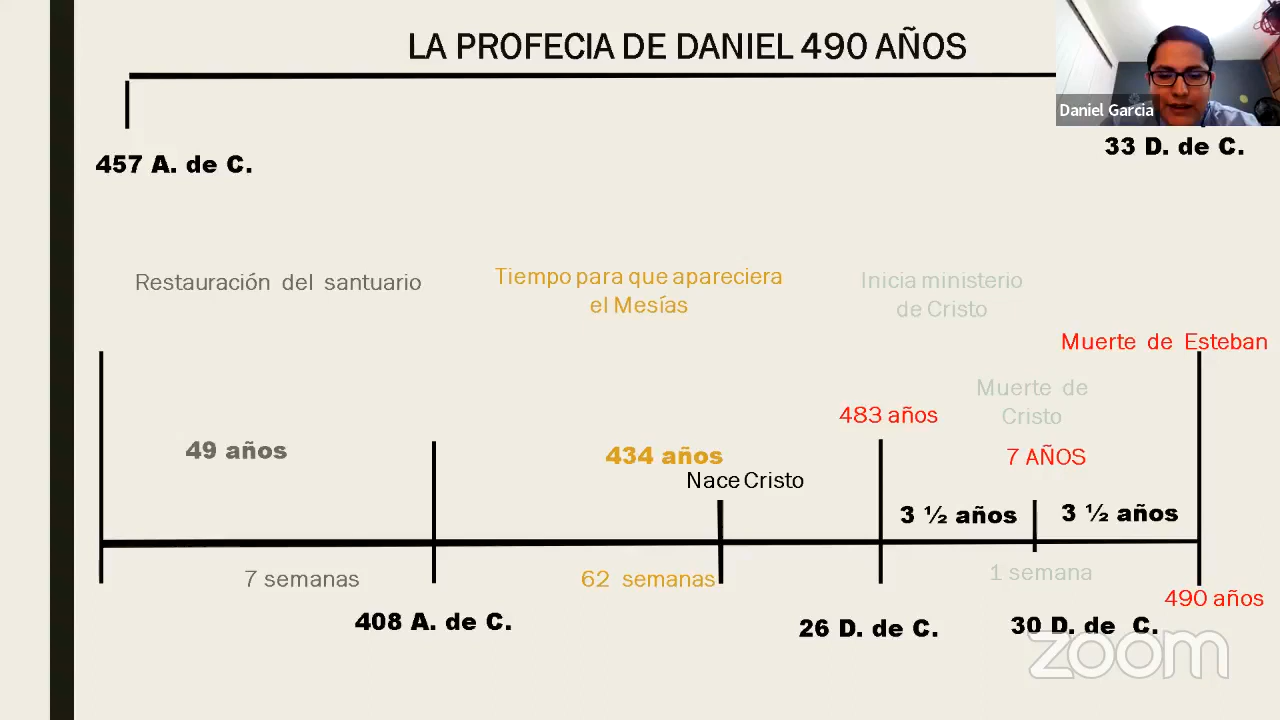 LA PROFECIA DE DANIEL 490 AÑOS
Daniel Garcia
457 A. de C.
33 D. de C.
Restauración del santuario
Tiempo para que apareciera
el Mesías
Inicia ministerio
de Cristo
Muerte de Esteban
Muerte de
Cristo
483 años
49 años
434 años
7 AÑOS
Nace Cristo
3 ½ años
3 ½ años
7 semanas
62 semanas
1 semana
490 años
408 A. de C.
26 D. de C.
30 D. de C.
zoom